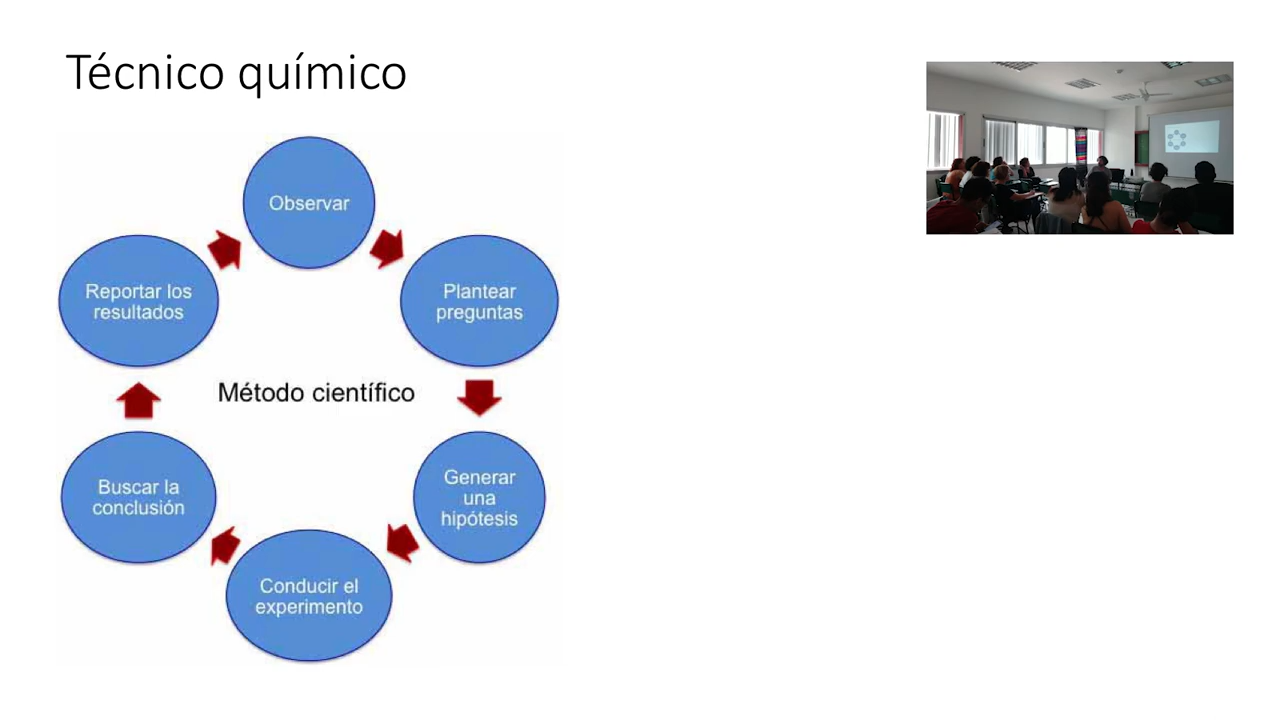 Técnico químico
Observar
Plantear
preguntas
Generar
una
hipótesis
Conducir el
experimento
Buscar la
conclusión
Reportar los
resultados
Método científico